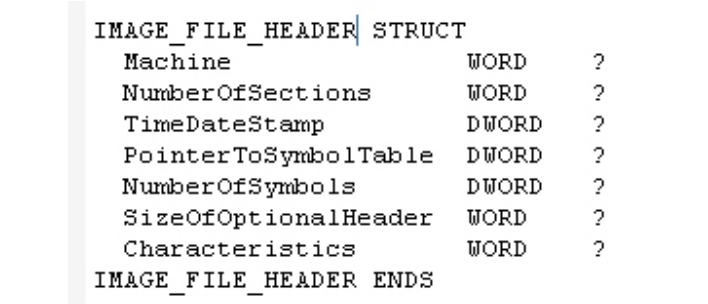 IMAGE_FILE_HEADER STRUCT
Machine WORD ?
NumberOfSections WORD ?
TimeDateStamp DWORD ?
PointerToSymbolTable DWORD ?
NumberOfSymbols DWORD ?
SizeOfOptionalHeader WORD ?
Characteristics WORD ?
IMAGE_FILE_HEADER ENDS